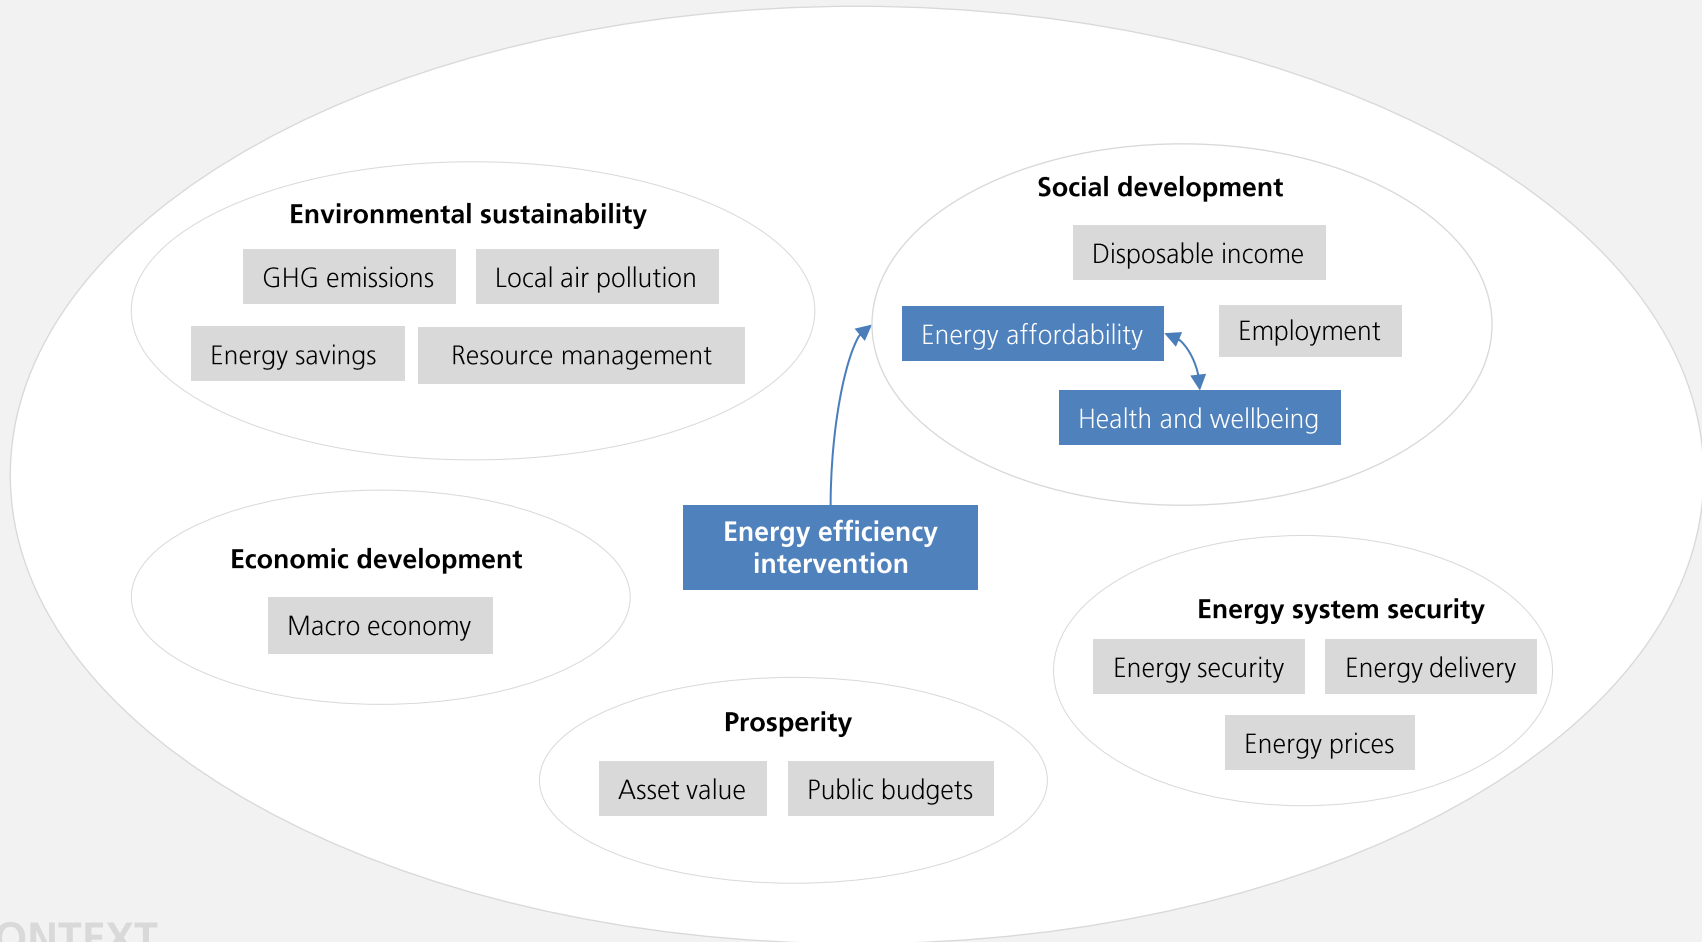 Environmental sustainability
GHG emissions
Local air pollution
Energy savings
Resource management
Social development
Disposable income
Energy affordability
Employment
Health and wellbeing
Energy efficiency
intervention
Economic development
Macro economy
Prosperity
Asset value
Public budgets
Energy system security
Energy security
Energy delivery
Energy prices
ONTEXT